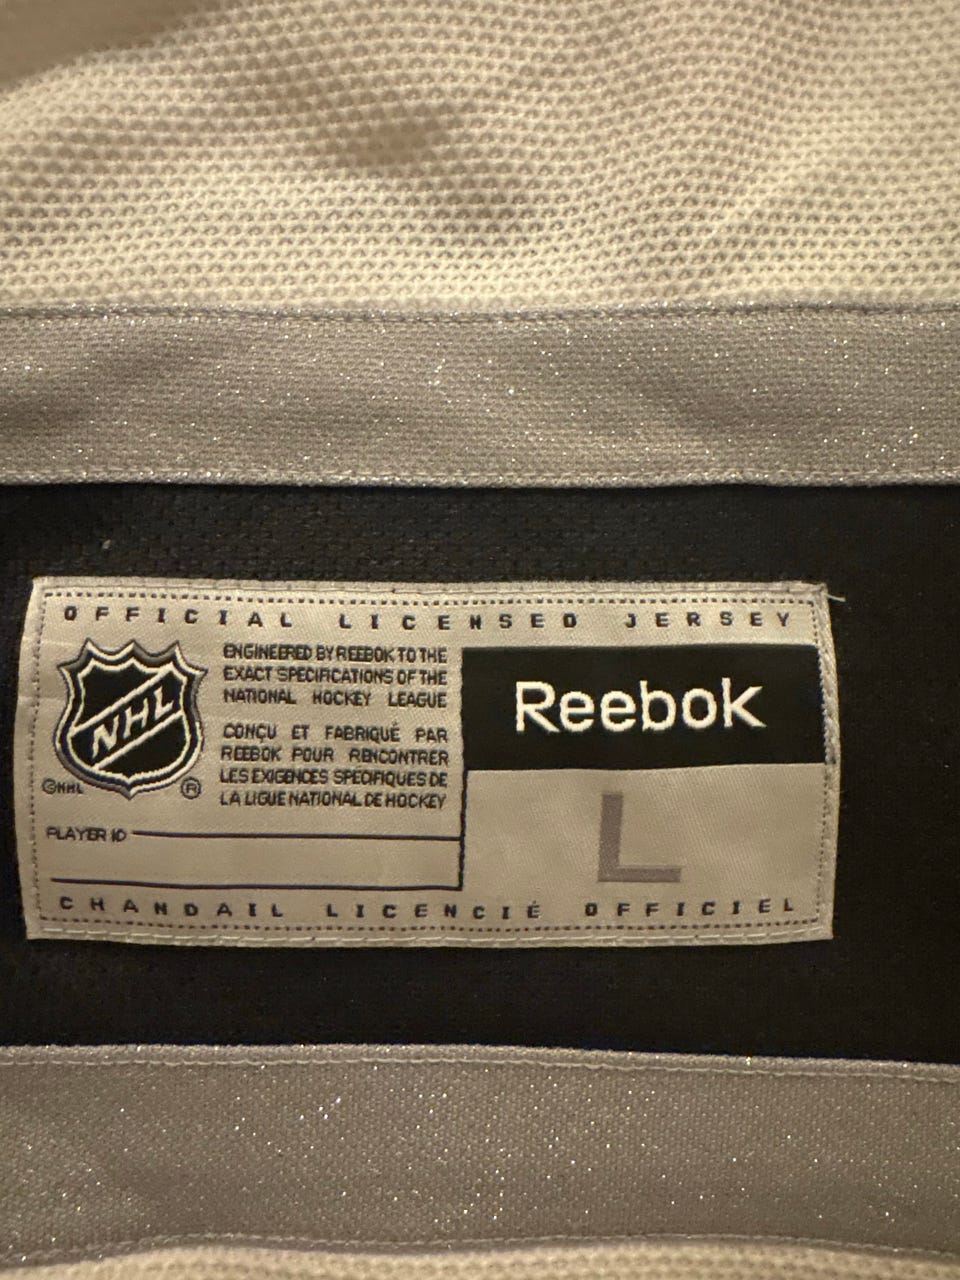 OFFICIAL LICENSED JERSEY
NHL
©NHL
®
ENGINEERED BY REEBOK TO THE
EXACT SPECIFICATIONS OF THE
NATIONAL HOCKEY LEAGUE
CONÇU ET FABRIQUÉ PAR
REEBOK POUR RENCONTRER
LES EXIGENCES SPÉCIFIQUES DE
LA LIGUE NATIONAL DE HOCKEY
Reebok
L
PLAYER ID
CHANDAIL LICENCIÉ OFFICIEL